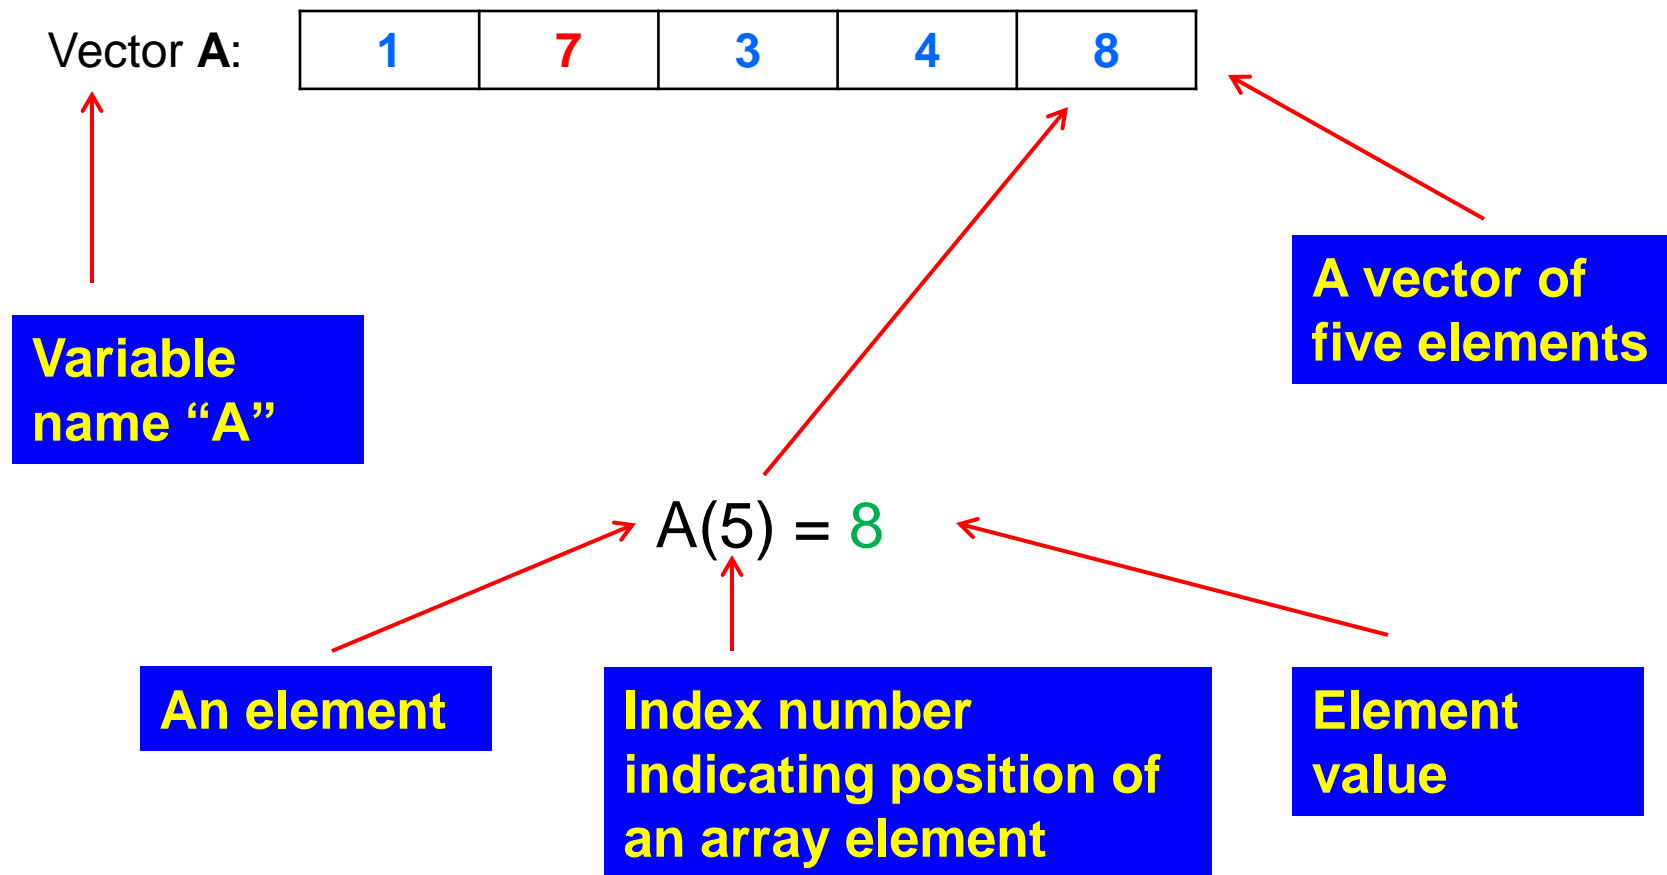 Vector A: 1 7 3 4 8
A vector of
five elements
Variable
name “A”
A(5) = 8
An element
Index number
indicating position of
an array element
Element
value